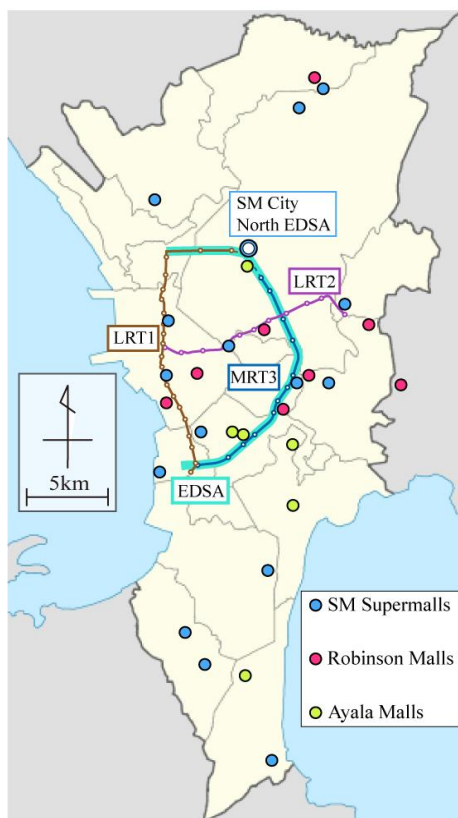 SM City
North EDSA
LRT2
LRT1
MRT3
5km
EDSA
SM Supermalls
Robinson Malls
Ayala Malls